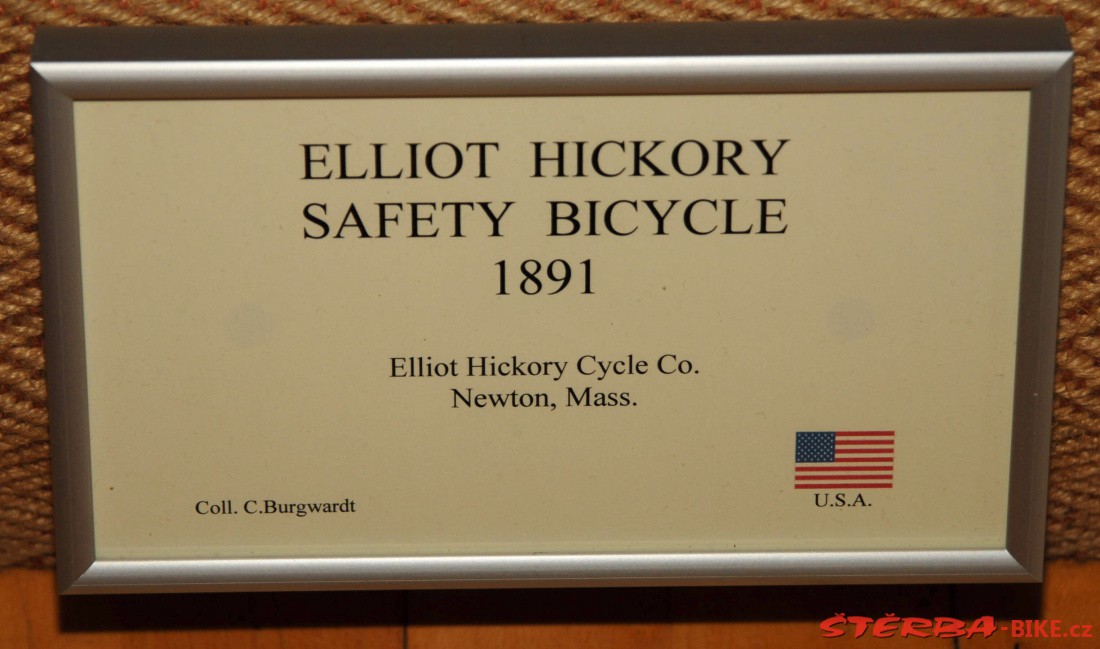 ELLIOT HICKORY
SAFETY BICYCLE
1891
Elliot Hickory Cycle Co.
Newton, Mass.
U.S.A.
Coll. C.Burgwardt
ŠTĚRBA-BIKE.cz